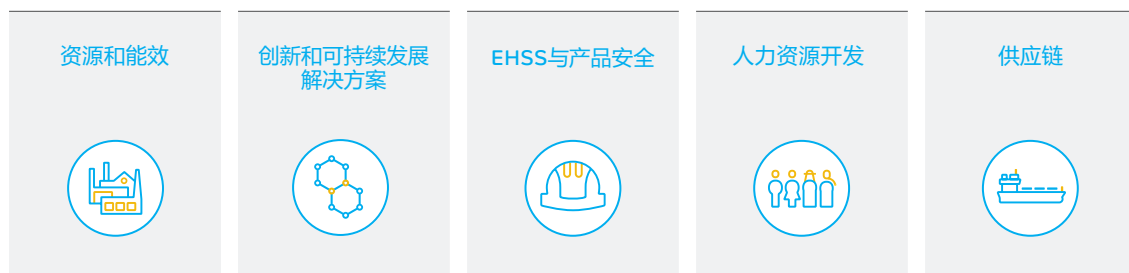 资源和能效
创新和可持续发展
解决方案
EHSS与产品安全
人力资源开发
供应链